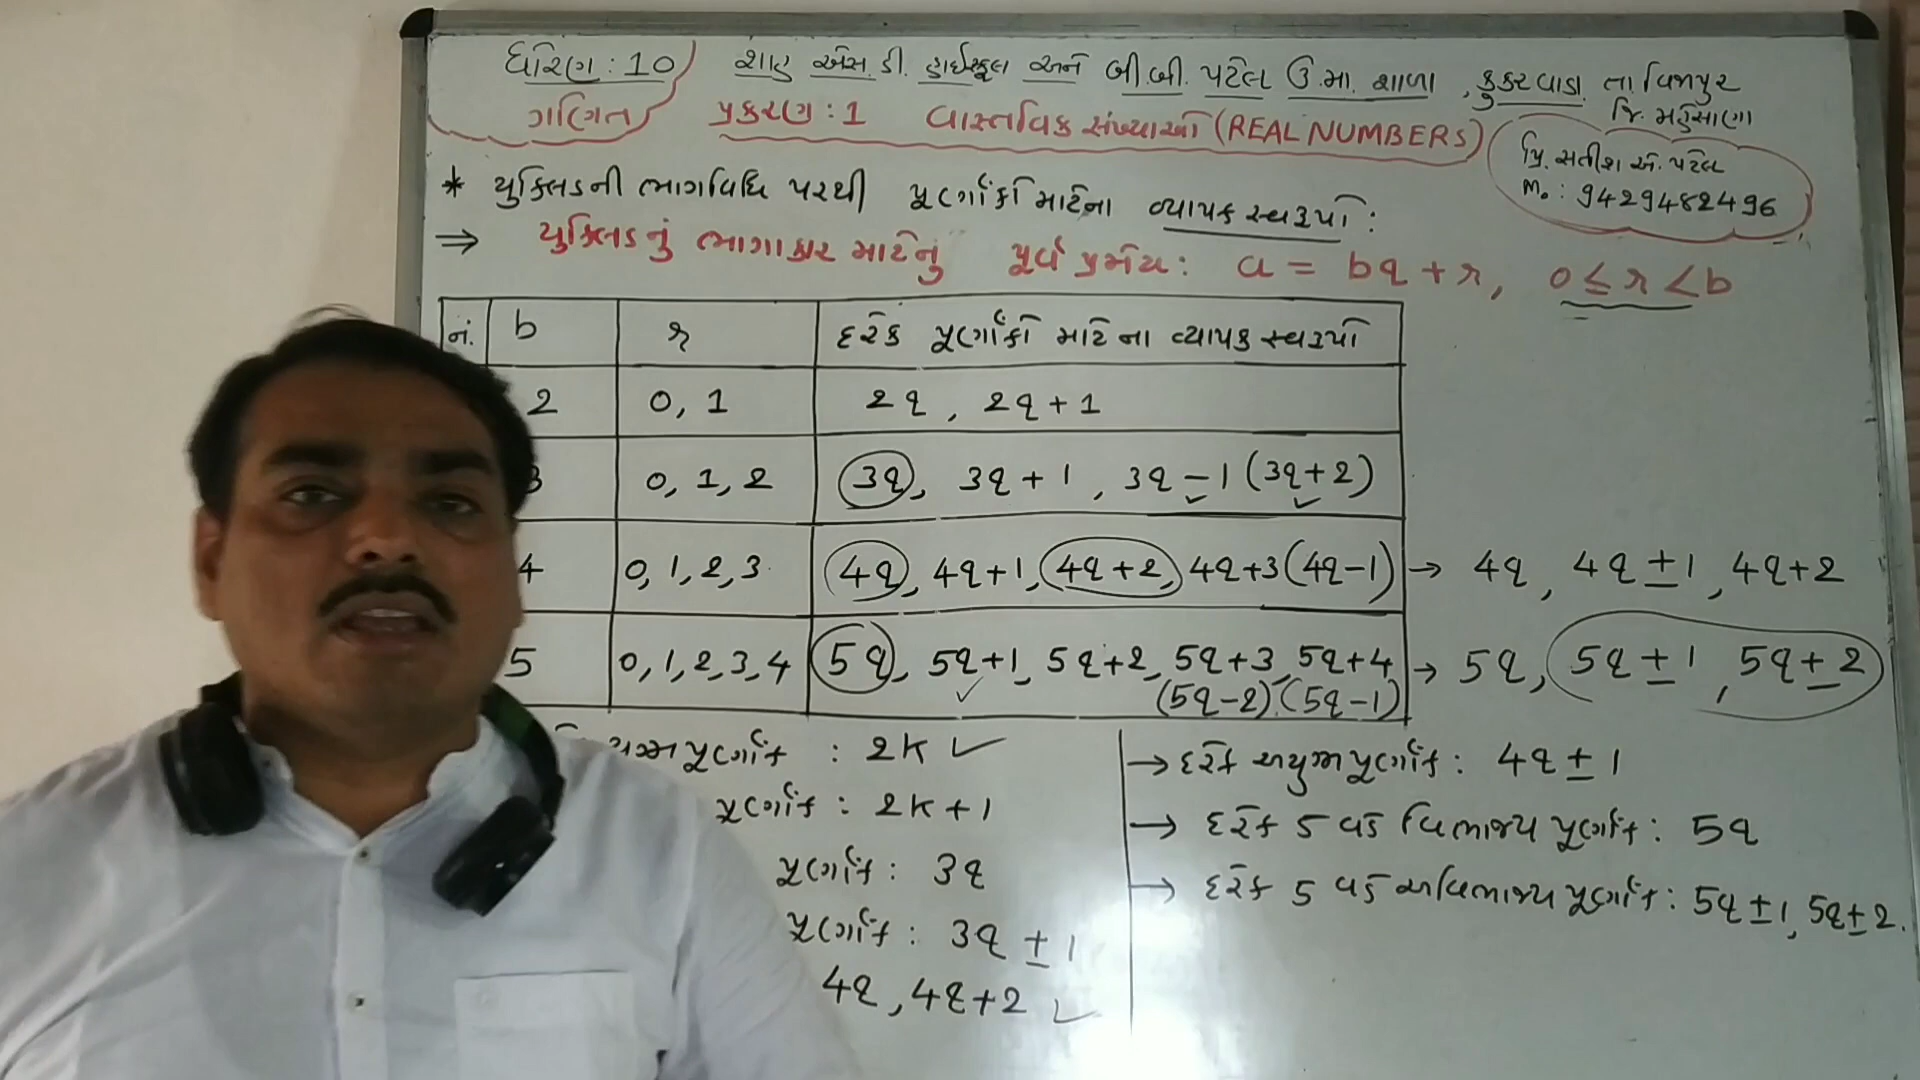 ધોરણ : 10 શાહ એસ.ડી. હાઈસ્કૂલ અને બી.બી. પટેલ ઉ.મા. શાળા, કુકરવાડા તા. વિજાપુર
જિ. મહેસાણા
ગણિત પ્રકરણ : 1 વાસ્તવિક સંખ્યાઓ (REAL NUMBERS)
પ્રિ. સતીશ એ. પટેલ
Mo : 9429482496
* યુક્લિડની ભાગવિધિ પરથી પૂર્ણાંકો માટેના વ્યાપક સ્વરૂપો :
⇒ યુક્લિડનું ભાગાકાર માટેનું પૂર્વ પ્રમેય : a = bq + r, 0 ≤ r < b
નં. b r દરેક પૂર્ણાંકો માટેના વ્યાપક સ્વરૂપો
2 0, 1 2q , 2q + 1
3 0, 1, 2 3q, 3q + 1 , 3q - 1 (3q + 2)
4 0, 1, 2, 3 4q, 4q+1, 4q+2, 4q+3 (4q-1) → 4q, 4q ± 1, 4q+2
5 0, 1, 2, 3, 4 5q, 5q+1, 5q+2, 5q+3, 5q+4 → 5q, 5q ± 1, 5q ± 2
(5q-2), (5q-1)
યુગ્મ પૂર્ણાંક : 2k ✓
પૂર્ણાંક : 2k + 1
પૂર્ણાંક : 3q
પૂર્ણાંક : 3q ± 1
4q, 4q+2 ✓
→ દરેક અયુગ્મ પૂર્ણાંક : 4q ± 1
→ દરેક 5 વડે વિભાજ્ય પૂર્ણાંક : 5q
→ દરેક 5 વડે અવિભાજ્ય પૂર્ણાંક : 5q ± 1, 5q ± 2.